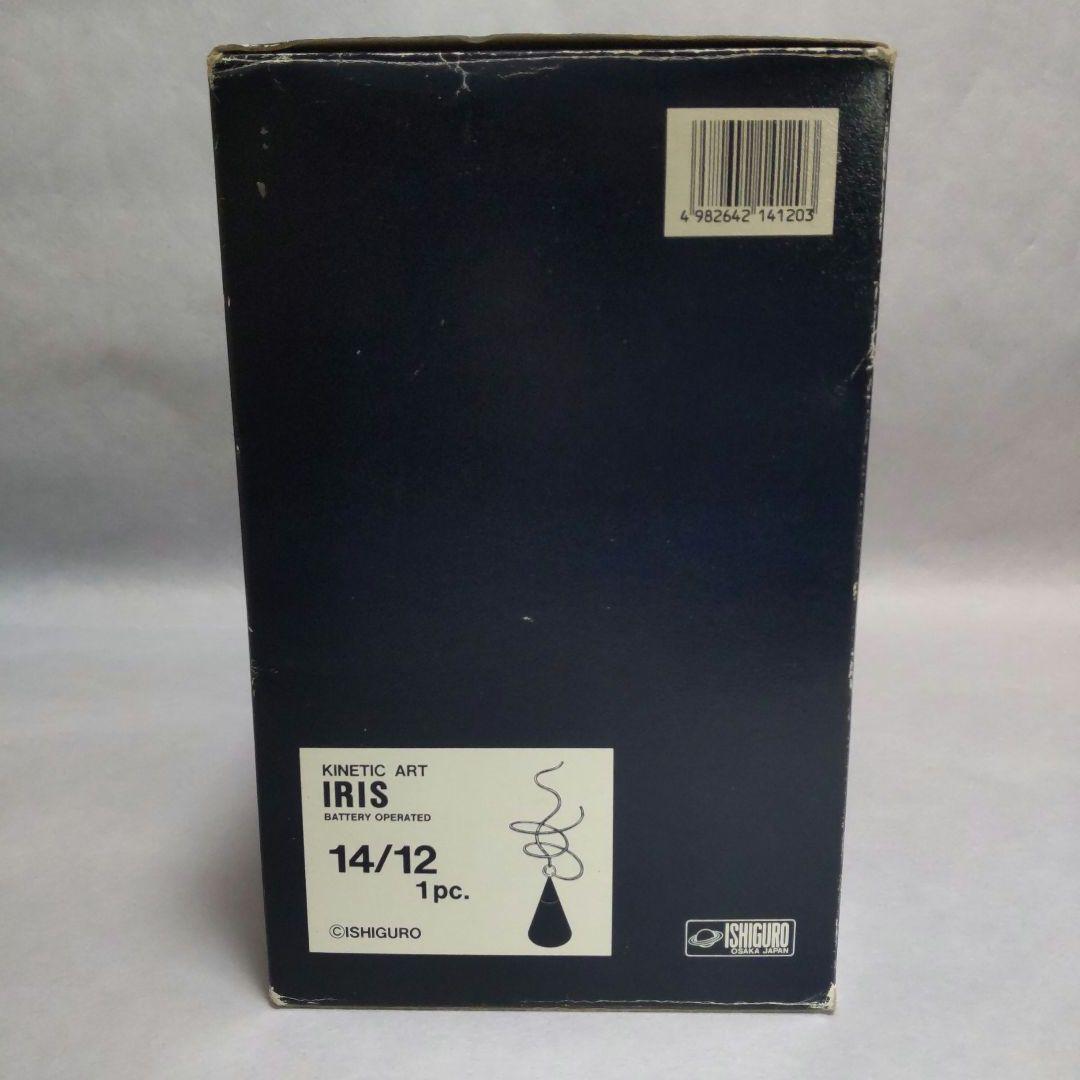 4 982642 141203
KINETIC ART
IRIS
BATTERY OPERATED
14/12
1pc.
©ISHIGURO
ISHIGURO
OSAKA JAPAN